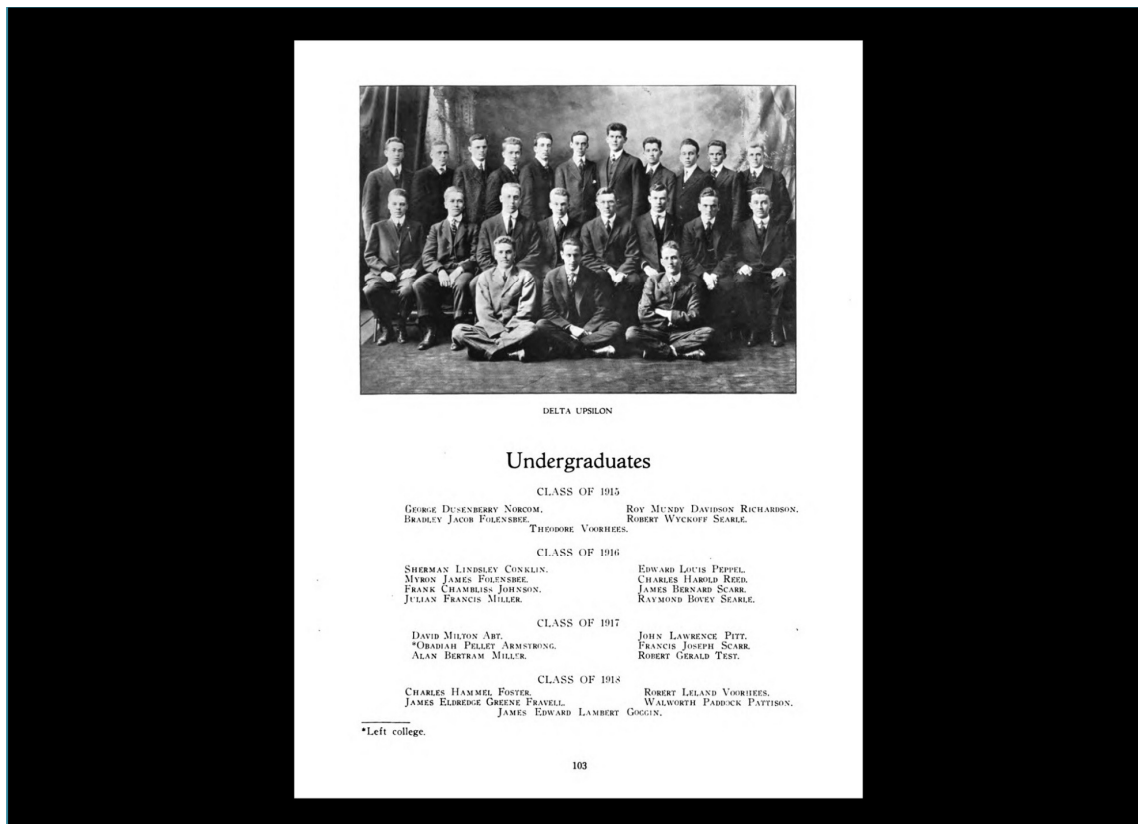 DELTA UPSILON
Undergraduates
CLASS OF 1915
GEORGE DUSENBERRY NORCOM. ROY MUNDY DAVIDSON RICHARDSON.
BRADLEY JACOB FOLENSBEE. ROBERT WYCKOFF SEARLE.
THEODORE VOORHEES.
CLASS OF 1916
SHERMAN LINDSLEY CONKLIN. EDWARD LOUIS PEPPEL.
MYRON JAMES FOLENSBEE. CHARLES HAROLD REED.
FRANK CHAMBLISS JOHNSON. JAMES BERNARD SCARR.
JULIAN FRANCIS MILLER. RAYMOND BOVEY SEARLE.
CLASS OF 1917
DAVID MILTON ABT. JOHN LAWRENCE PITT.
*OBADIAH PELLET ARMSTRONG. FRANCIS JOSEPH SCARR.
ALAN BERTRAM MILLER. ROBERT GERALD TEST.
CLASS OF 1918
CHARLES HAMMEL FOSTER. ROBERT LELAND VOORHEES.
JAMES ELDREDGE GREENE FRAVELL. WALWORTH PADDOCK PATTISON.
JAMES EDWARD LAMBERT GOGGIN.
*Left college.
103